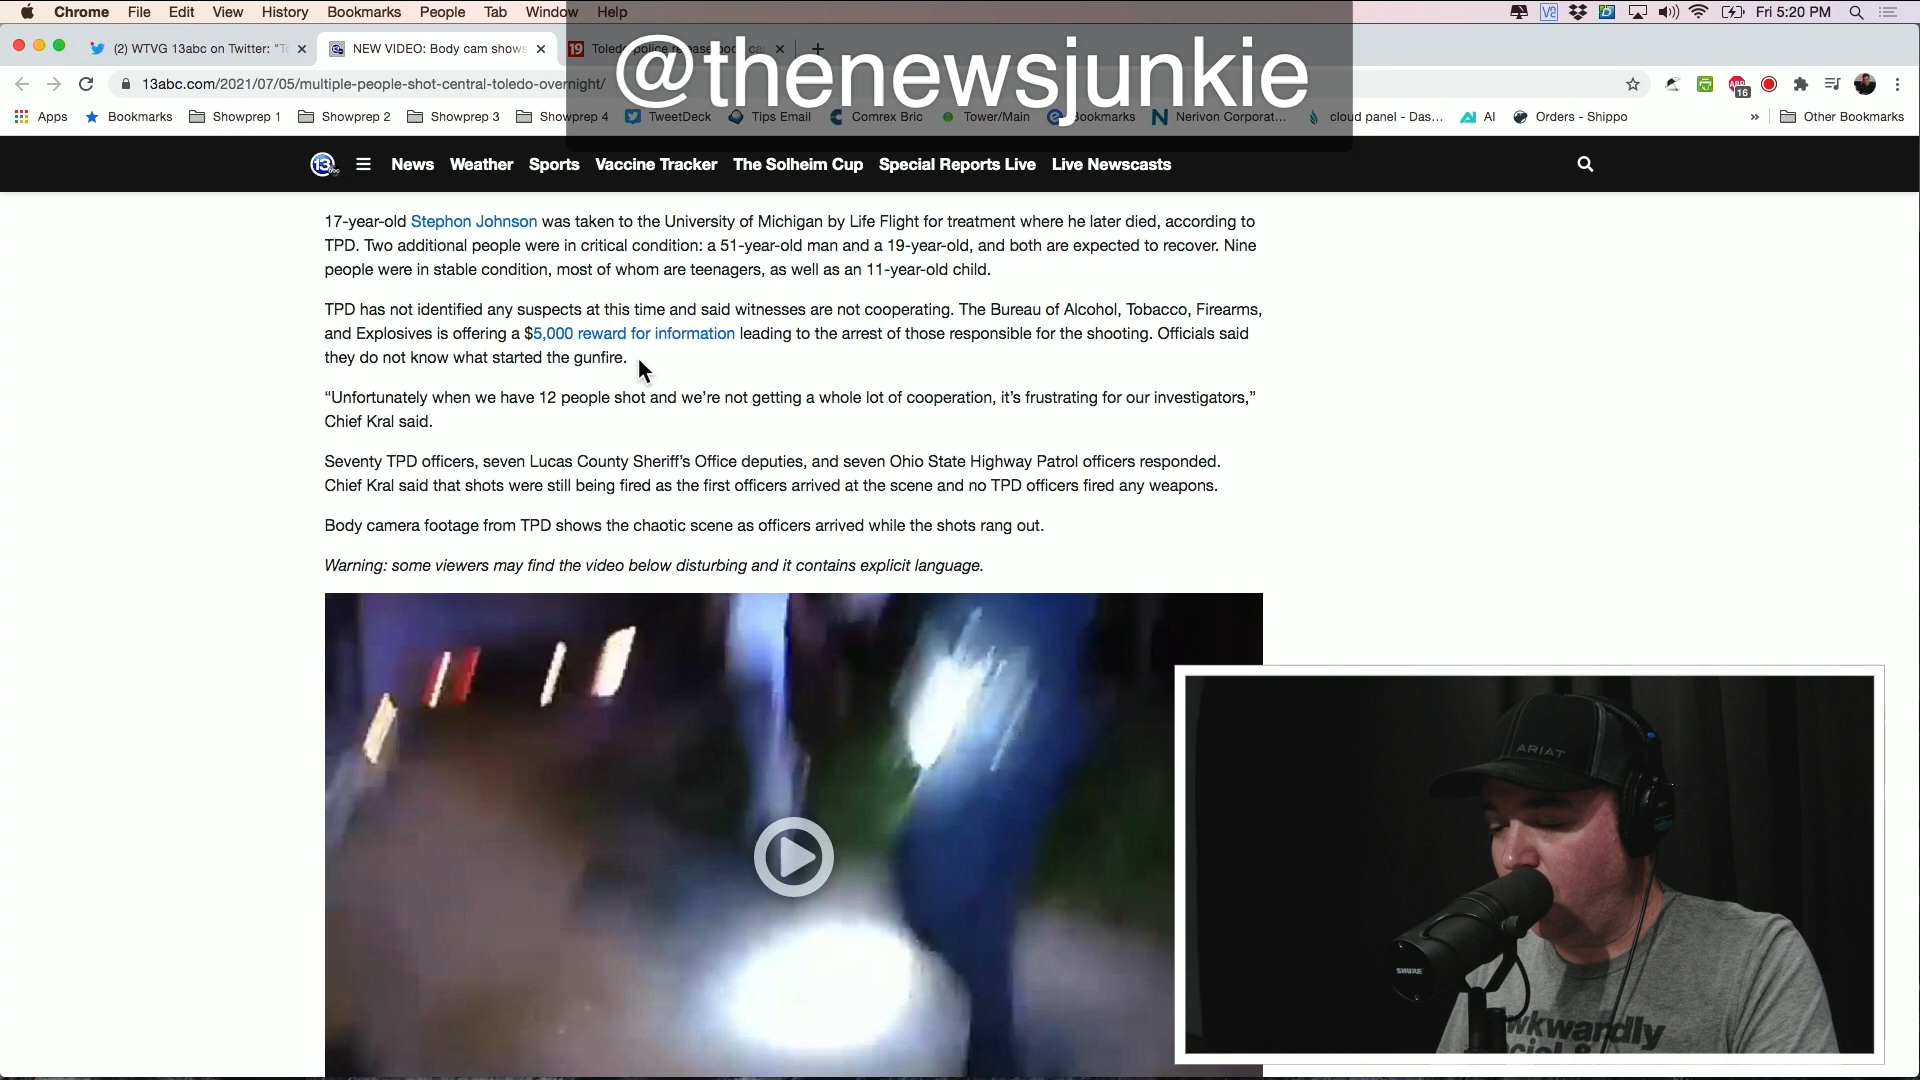 Chrome File Edit View History Bookmarks People Tab Window Help
Fri 5:20 PM
(2) WTVG 13abc on Twitter: "T
NEW VIDEO: Body cam shows
19 Toledo police release body ca
@thenewsjunkie
13abc.com/2021/07/05/multiple-people-shot-central-toledo-overnight/
ABP
16
Apps Bookmarks Showprep 1 Showprep 2 Showprep 3 Showprep 4 TweetDeck Tips Email Comrex Bric Tower/Main Bookmarks Nerivon Corporat... cloud panel - Das... AI Orders - Shippo » Other Bookmarks
13 abc News Weather Sports Vaccine Tracker The Solheim Cup Special Reports Live Live Newscasts
17-year-old Stephon Johnson was taken to the University of Michigan by Life Flight for treatment where he later died, according to
TPD. Two additional people were in critical condition: a 51-year-old man and a 19-year-old, and both are expected to recover. Nine
people were in stable condition, most of whom are teenagers, as well as an 11-year-old child.
TPD has not identified any suspects at this time and said witnesses are not cooperating. The Bureau of Alcohol, Tobacco, Firearms,
and Explosives is offering a $5,000 reward for information leading to the arrest of those responsible for the shooting. Officials said
they do not know what started the gunfire.
“Unfortunately when we have 12 people shot and we’re not getting a whole lot of cooperation, it’s frustrating for our investigators,”
Chief Kral said.
Seventy TPD officers, seven Lucas County Sheriff’s Office deputies, and seven Ohio State Highway Patrol officers responded.
Chief Kral said that shots were still being fired as the first officers arrived at the scene and no TPD officers fired any weapons.
Body camera footage from TPD shows the chaotic scene as officers arrived while the shots rang out.
Warning: some viewers may find the video below disturbing and it contains explicit language.
ARIAT
SHURE
wkwardly